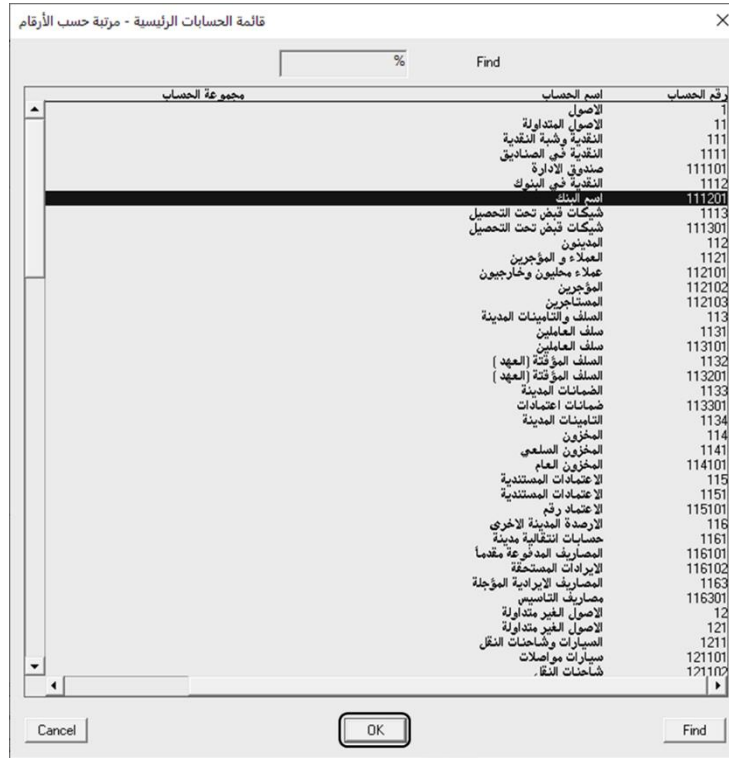 قائمة الحسابات الرئيسية - مرتبة حسب الأرقام
Find %
رقم الحساب اسم الحساب مجموعة الحساب
1 الاصول
11 الاصول المتداولة
111 النقدية وشبة النقدية
1111 النقدية في الصناديق
111101 صندوق الادارة
1112 النقدية في البنوك
111201 اسم البنك
1113 شيكات قبض تحت التحصيل
111301 شيكات قبض تحت التحصيل
112 المدينون
1121 العملاء و المؤجرين
112101 عملاء محليون وخارجيون
112102 المؤجرين
112103 المستاجرين
113 السلف والتامينات المدينة
1131 سلف العاملين
113101 سلف العاملين
1132 السلف المؤقتة (العهد )
113201 السلف المؤقتة (العهد )
1133 الضمانات المدينة
113301 ضمانات اعتمادات
1134 التامينات المدينة
114 المخزون
1141 المخزون السلعي
114101 المخزون العام
115 الاعتمادات المستندية
1151 الاعتمادات المستندية
115101 الاعتماد رقم
116 الارصدة المدينة الاخرى
1161 حسابات انتقالية مدينة
116101 المصاريف المدفوعة مقدماً
116102 الايرادات المستحقة
1163 المصاريف الايرادية المؤجلة
116301 مصاريف التاسيس
12 الاصول الغير متداولة
121 الاصول الغير متداولة
1211 السيارات وشاحنات النقل
121101 سيارات مواصلات
121102 شاحنات النقل
Cancel OK Find